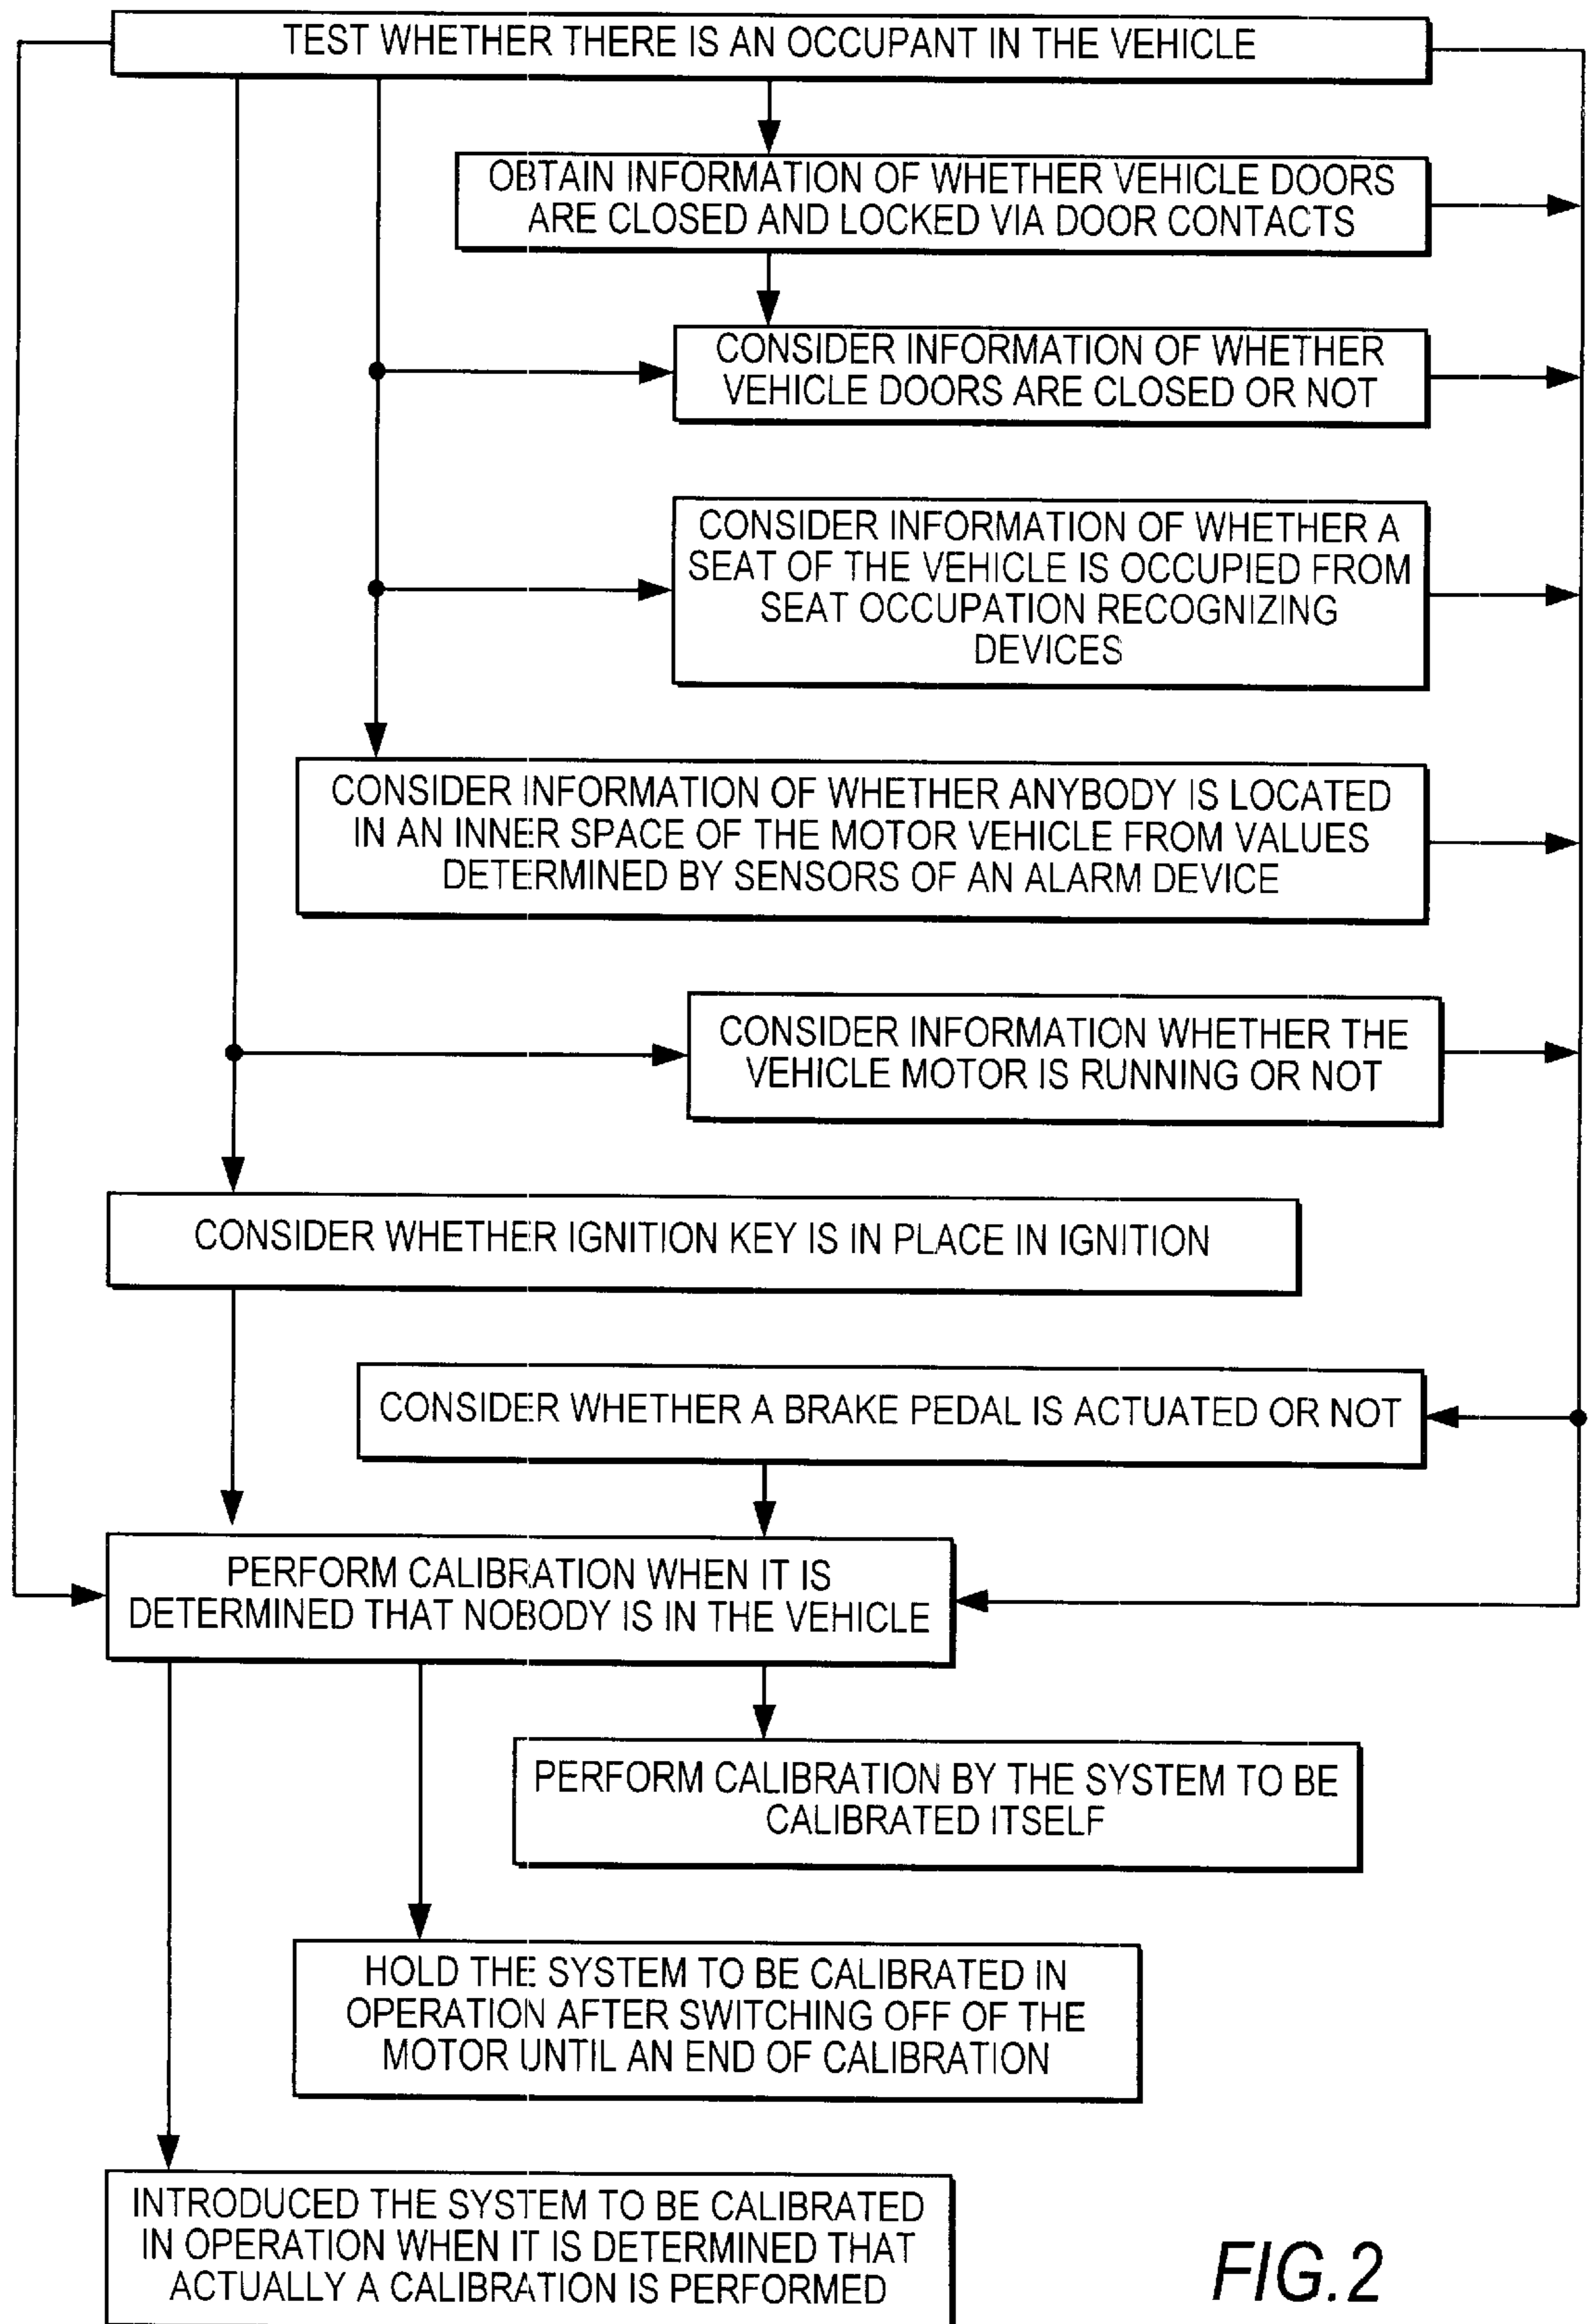 TEST WHETHER THERE IS AN OCCUPANT IN THE VEHICLE
OBTAIN INFORMATION OF WHETHER VEHICLE DOORS
ARE CLOSED AND LOCKED VIA DOOR CONTACTS
CONSIDER INFORMATION OF WHETHER
VEHICLE DOORS ARE CLOSED OR NOT
CONSIDER INFORMATION OF WHETHER A
SEAT OF THE VEHICLE IS OCCUPIED FROM
SEAT OCCUPATION RECOGNIZING
DEVICES
CONSIDER INFORMATION OF WHETHER ANYBODY IS LOCATED
IN AN INNER SPACE OF THE MOTOR VEHICLE FROM VALUES
DETERMINED BY SENSORS OF AN ALARM DEVICE
CONSIDER INFORMATION WHETHER THE
VEHICLE MOTOR IS RUNNING OR NOT
CONSIDER WHETHER IGNITION KEY IS IN PLACE IN IGNITION
CONSIDER WHETHER A BRAKE PEDAL IS ACTUATED OR NOT
PERFORM CALIBRATION WHEN IT IS
DETERMINED THAT NOBODY IS IN THE VEHICLE
PERFORM CALIBRATION BY THE SYSTEM TO BE
CALIBRATED ITSELF
HOLD THE SYSTEM TO BE CALIBRATED IN
OPERATION AFTER SWITCHING OFF OF THE
MOTOR UNTIL AN END OF CALIBRATION
INTRODUCED THE SYSTEM TO BE CALIBRATED
IN OPERATION WHEN IT IS DETERMINED THAT
ACTUALLY A CALIBRATION IS PERFORMED
FIG.2